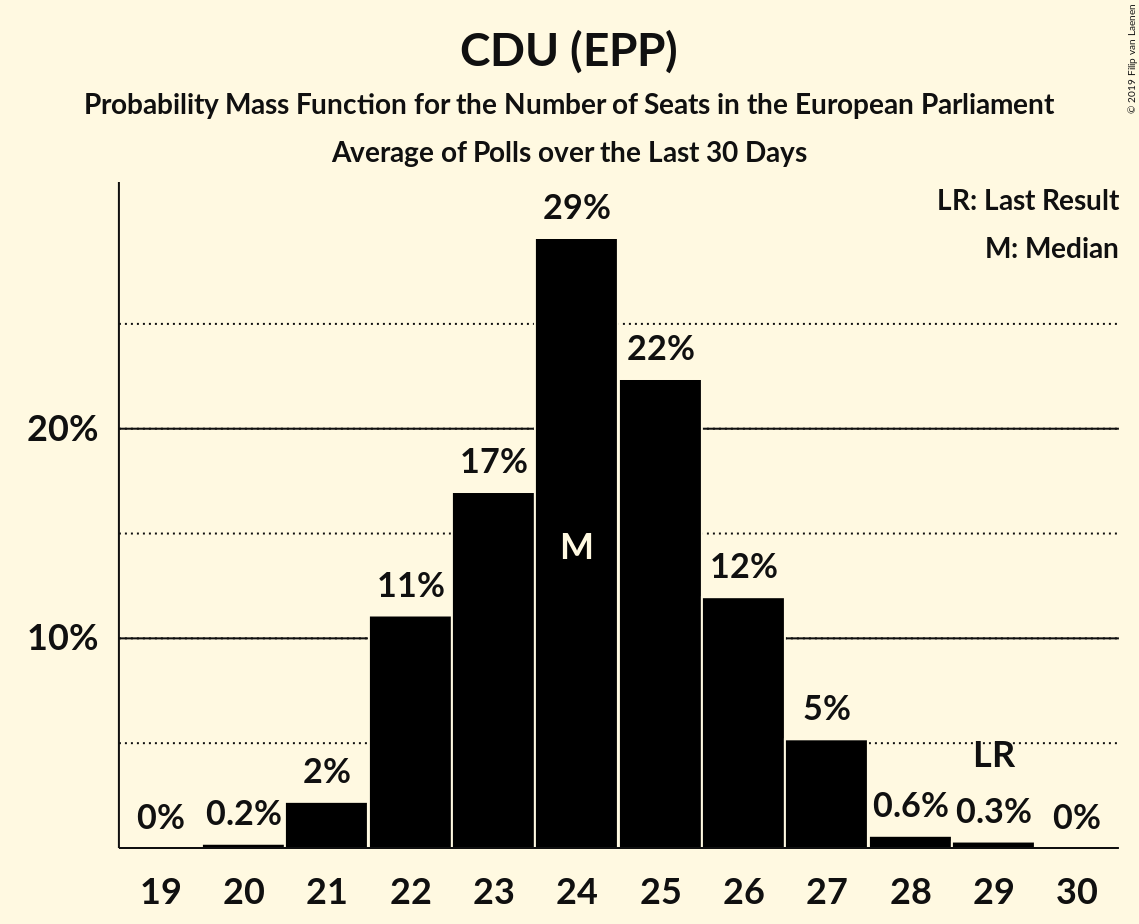 CDU (EPP)
Probability Mass Function for the Number of Seats in the European Parliament
Average of Polls over the Last 30 Days
© 2019 Filip van Laenen
LR: Last Result
M: Median
20%
10%
0%
0.2%
2%
11%
17%
29%
M
22%
12%
5%
0.6%
LR
0.3%
0%
19 20 21 22 23 24 25 26 27 28 29 30